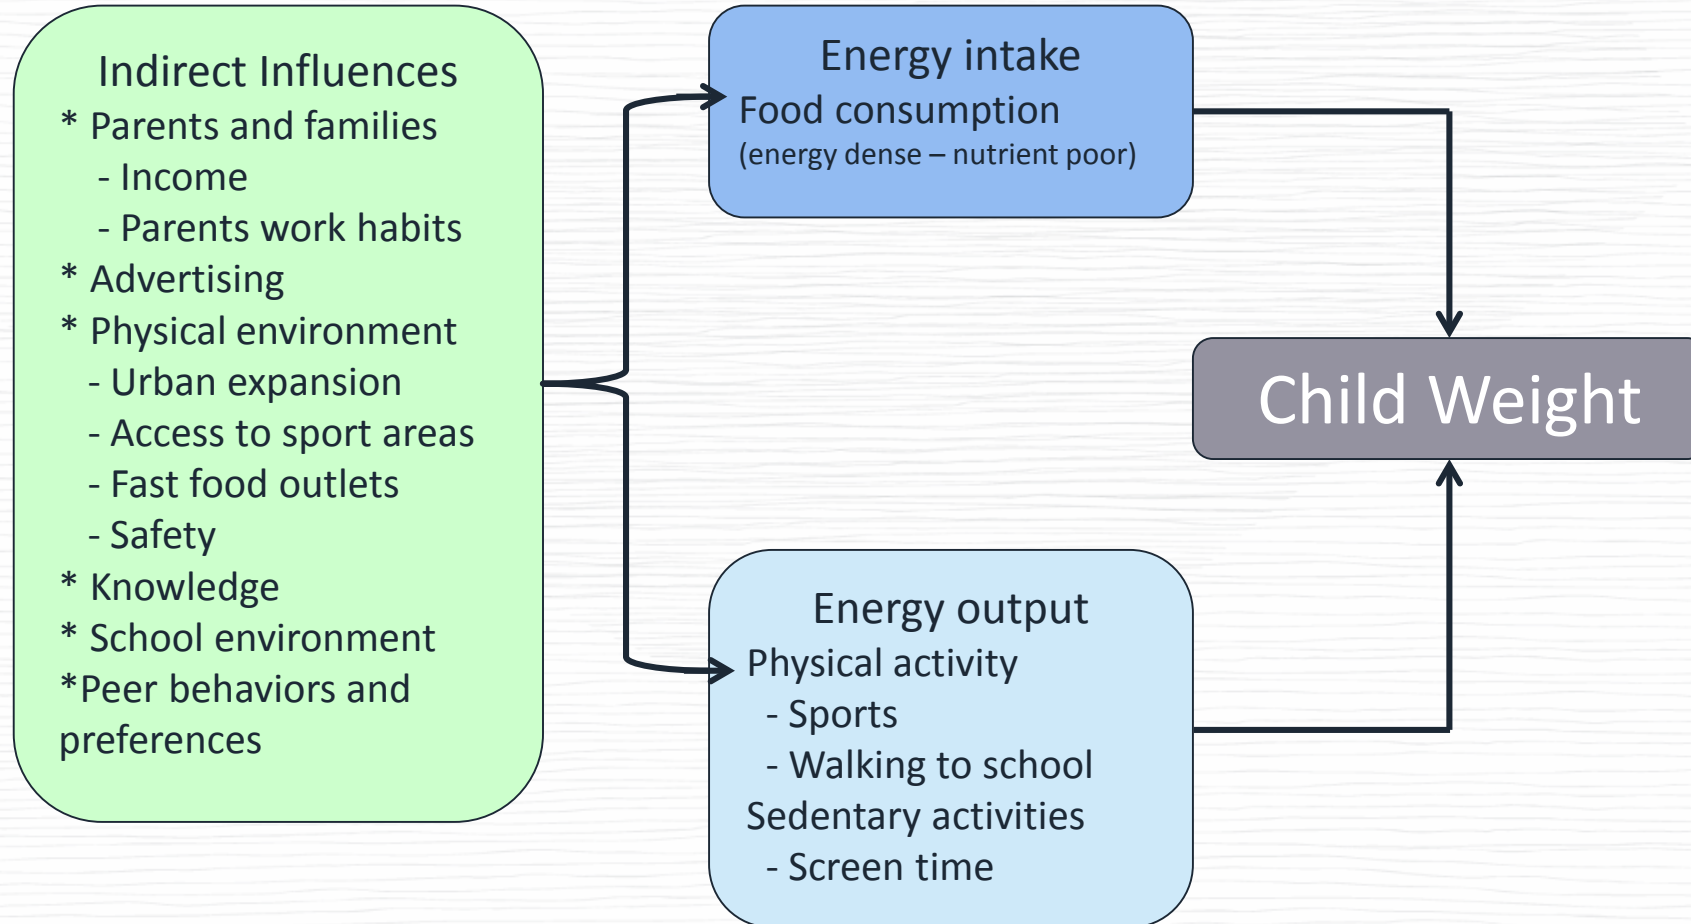 Indirect Influences
* Parents and families
- Income
- Parents work habits
* Advertising
* Physical environment
- Urban expansion
- Access to sport areas
- Fast food outlets
- Safety
* Knowledge
* School environment
*Peer behaviors and
preferences
Energy intake
Food consumption
(energy dense – nutrient poor)
Energy output
Physical activity
- Sports
- Walking to school
Sedentary activities
- Screen time
Child Weight